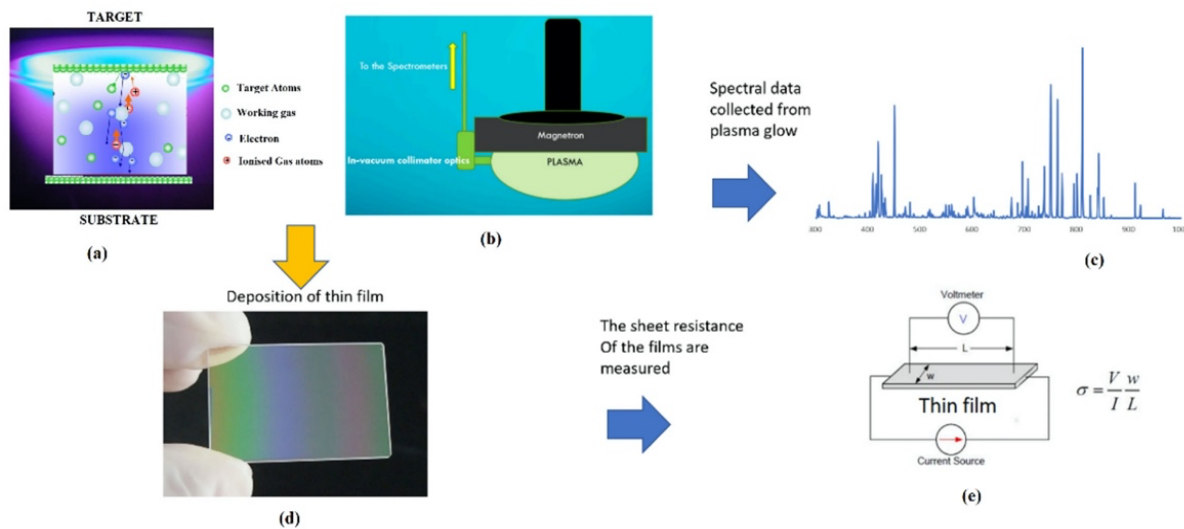 TARGET
Target Atoms
Working gas
Electron
Ionised Gas atoms
SUBSTRATE
(a)
To the Spectrometers
Magnetron
In-vacuum collimator optics
PLASMA
(b)
Spectral data
collected from
plasma glow
300 400 500 600 700 800 900 1000
(c)
Deposition of thin film
(d)
The sheet resistance
Of the films are
measured
Voltmeter
V
L
w
Thin film
Current Source
σ = V/I w/L
(e)